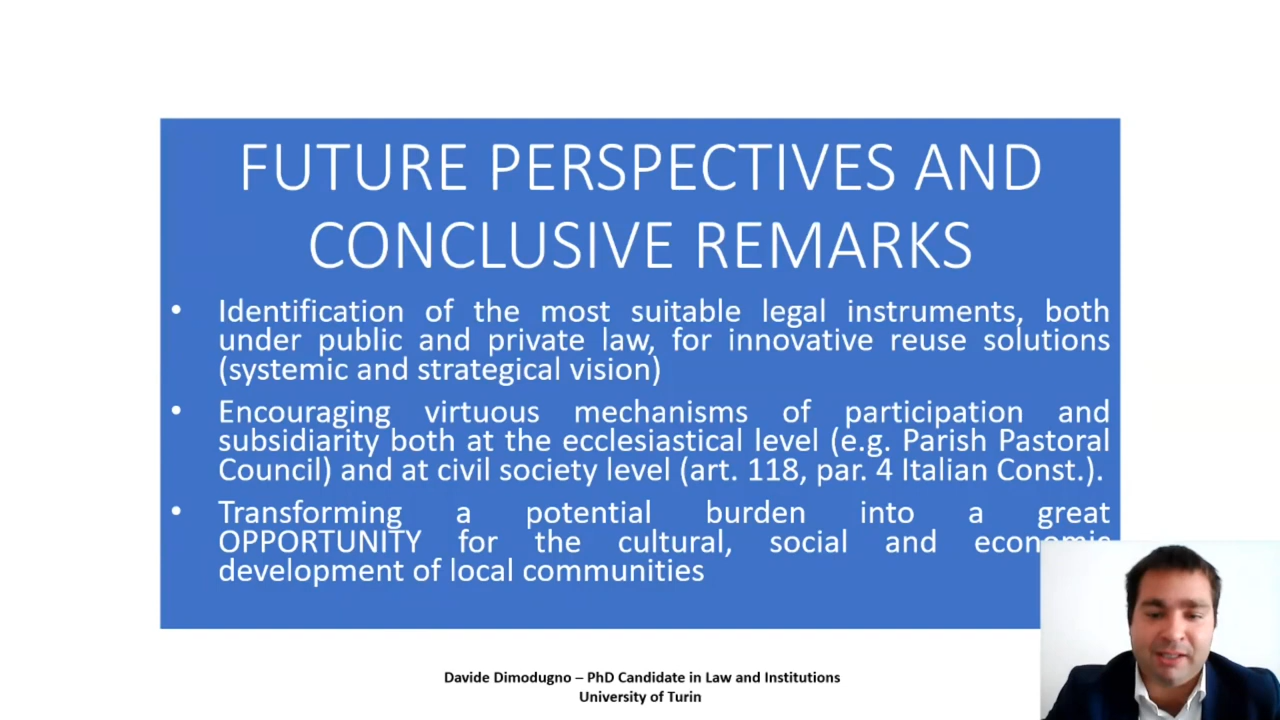 FUTURE PERSPECTIVES AND
CONCLUSIVE REMARKS
• Identification of the most suitable legal instruments, both
under public and private law, for innovative reuse solutions
(systemic and strategical vision)
• Encouraging virtuous mechanisms of participation and
subsidiarity both at the ecclesiastical level (e.g. Parish Pastoral
Council) and at civil society level (art. 118, par. 4 Italian Const.).
• Transforming a potential burden into a great
OPPORTUNITY for the cultural, social and economic
development of local communities
Davide Dimodugno – PhD Candidate in Law and Institutions
University of Turin